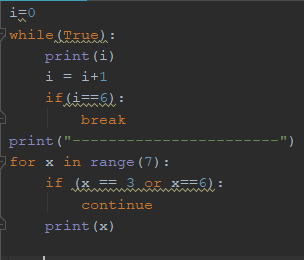 i=0
while(True):
    print(i)
    i = i+1
    if(i==6):
        break
print("-----------------------")
for x in range(7):
    if (x == 3 or x==6):
        continue
    print(x)